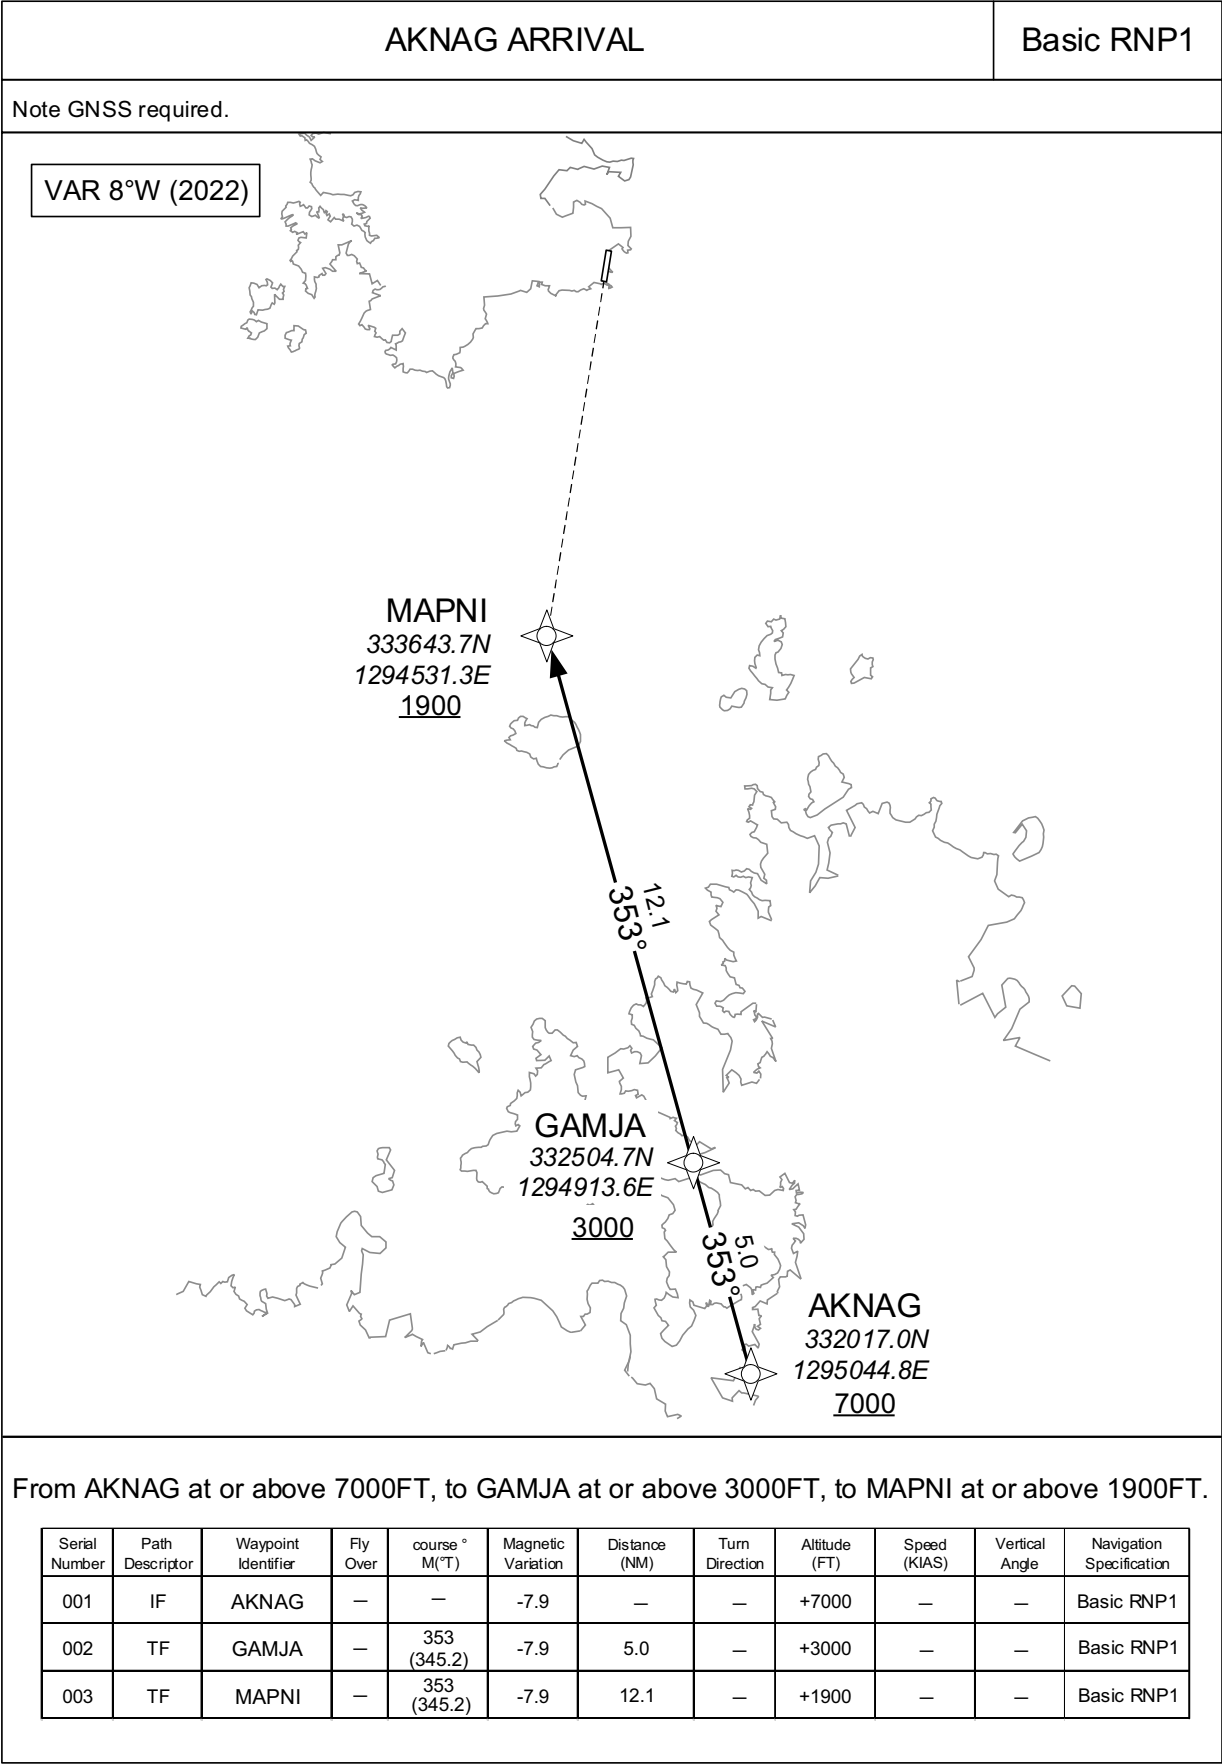 AKNAG ARRIVAL
Basic RNP1
Note GNSS required.
VAR 8°W (2022)
MAPNI
333643.7N
1294531.3E
1900
12.1
353°
GAMJA
332504.7N
1294913.6E
3000
5.0
353°
AKNAG
332017.0N
1295044.8E
7000
From AKNAG at or above 7000FT, to GAMJA at or above 3000FT, to MAPNI at or above 1900FT.
Serial Number Path Descriptor Waypoint Identifier Fly Over course ° M(°T) Magnetic Variation Distance (NM) Turn Direction Altitude (FT) Speed (KIAS) Vertical Angle Navigation Specification
001 IF AKNAG — — -7.9 — — +7000 — — Basic RNP1
002 TF GAMJA — 353 (345.2) -7.9 5.0 — +3000 — — Basic RNP1
003 TF MAPNI — 353 (345.2) -7.9 12.1 — +1900 — — Basic RNP1